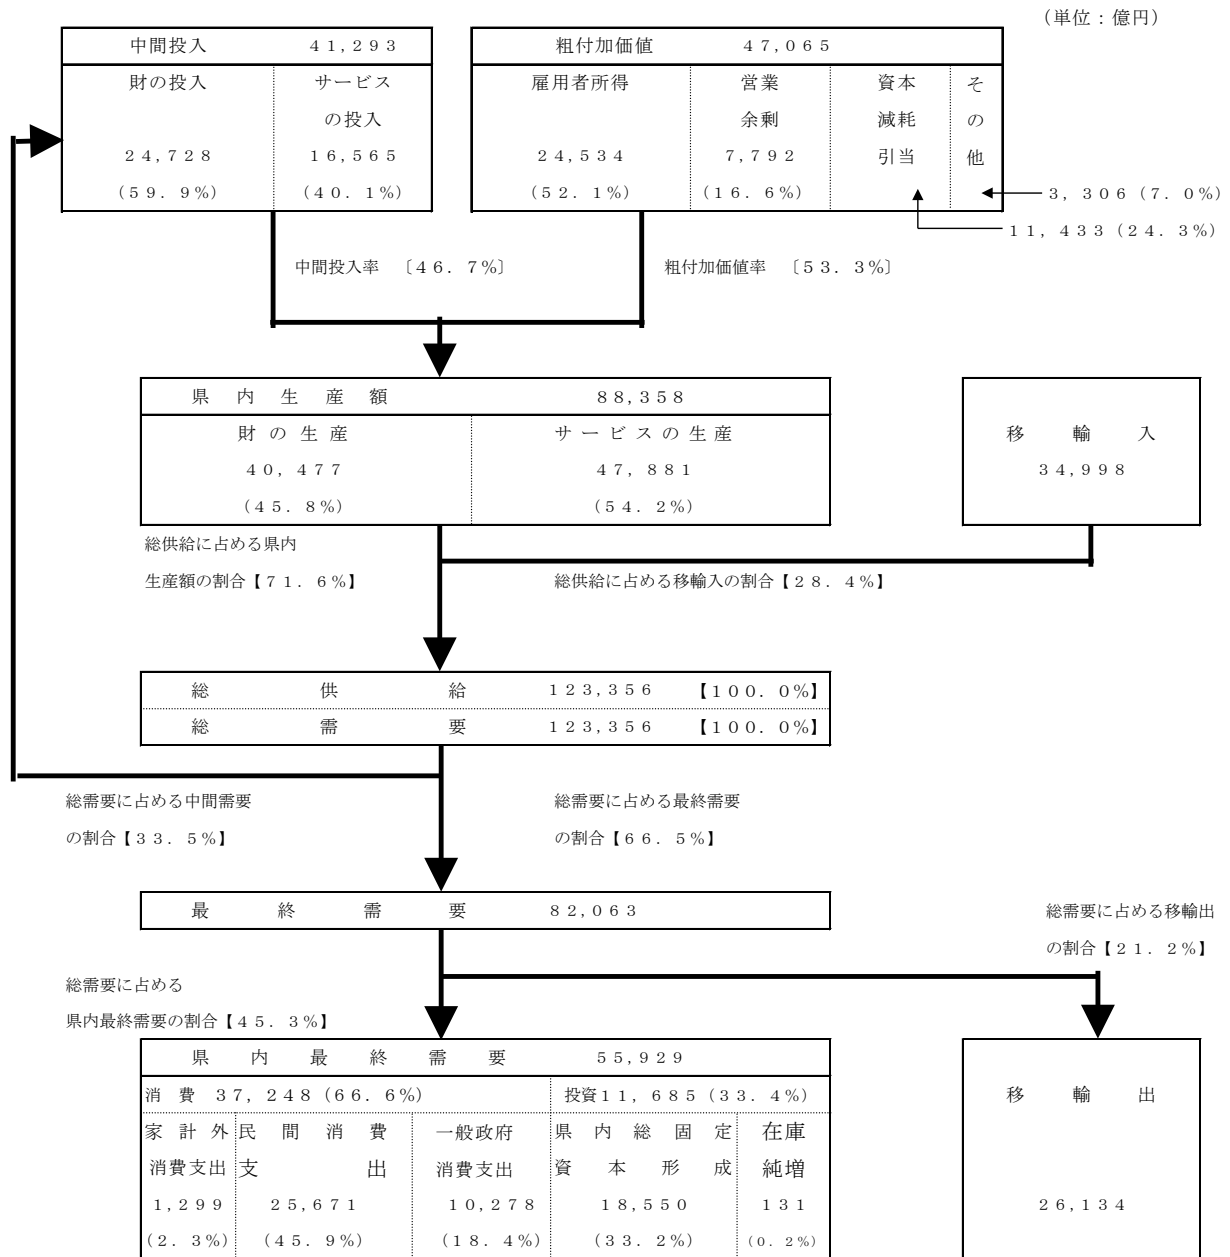 （単位：億円）
中間投入　４１,２９３
粗付加価値　４７,０６５
財の投入　サービス　雇用者所得　営業　資本　そ
の投入　余剰　減耗　の
２４,７２８　１６,５６５　２４,５３４　７,７９２　引当　他
（５９．９％）　（４０．１％）　（５２．１％）　（１６．６％）　３，３０６（７．０％）
１１，４３３（２４．３％）
中間投入率　〔４６．７％〕　粗付加価値率　〔５３．３％〕
県内生産額　８８,３５８
財の生産　サービスの生産　移輸入
４０，４７７　４７，８８１　３４,９９８
（４５．８％）　（５４．２％）
総供給に占める県内
生産額の割合【７１．６％】　総供給に占める移輸入の割合【２８．４％】
総供給　１２３,３５６　【１００．０％】
総需要　１２３,３５６　【１００．０％】
総需要に占める中間需要　総需要に占める最終需要
の割合【３３．５％】　の割合【６６．５％】
最終需要　８２,０６３　総需要に占める移輸出
の割合【２１．２％】
総需要に占める
県内最終需要の割合【４５．３％】
県内最終需要　５５,９２９
消費　３７，２４８（６６．６％）　投資１１，６８５（３３．４％）　移輸出
家計外　民間消費　一般政府　県内総固定　在庫
消費支出　支出　消費支出　資本形成　純増
１,２９９　２５,６７１　１０,２７８　１８,５５０　１３１　２６,１３４
（２．３％）　（４５．９％）　（１８．４％）　（３３．２％）　（０．２％）